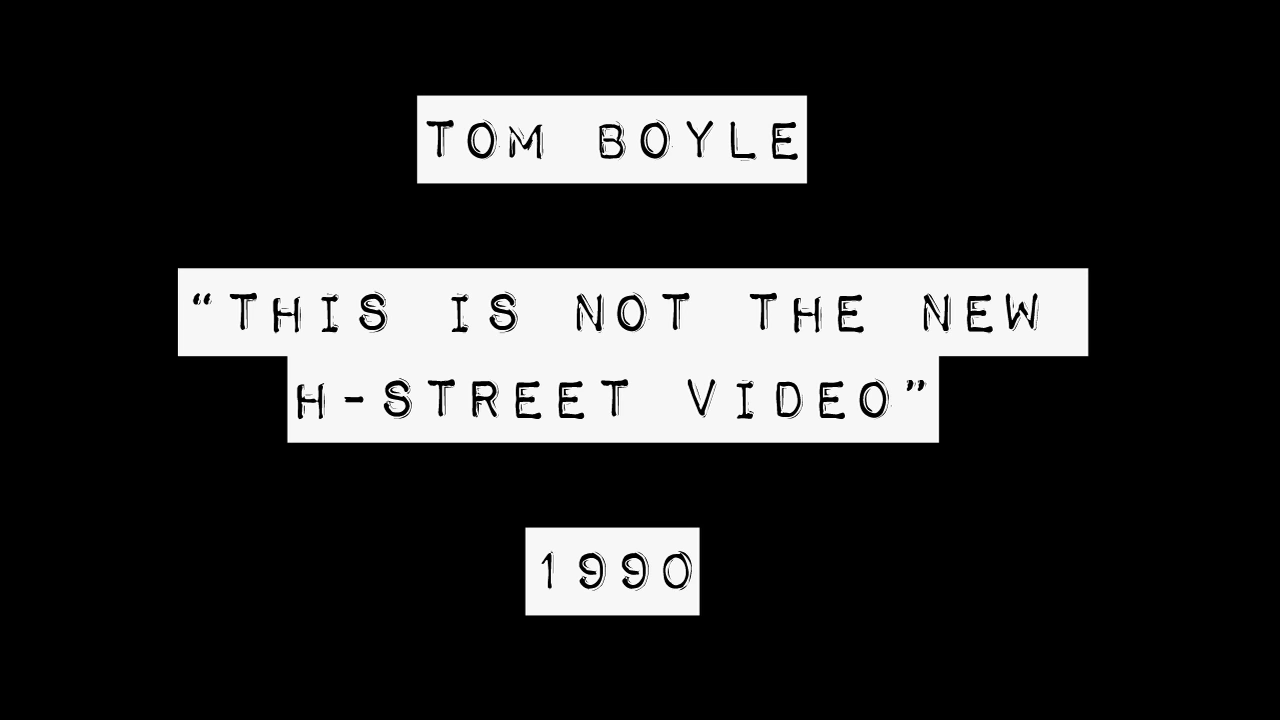 TOM BOYLE
“THIS IS NOT THE NEW
H-STREET VIDEO”
1990